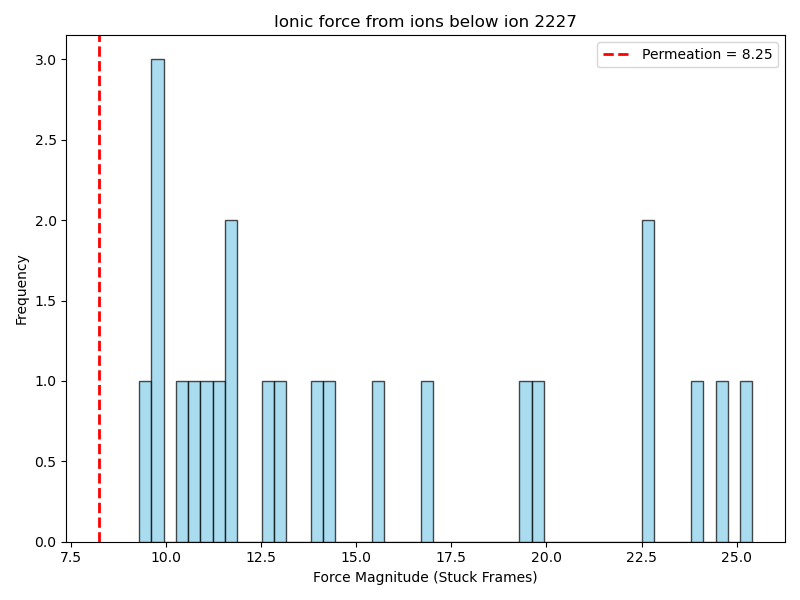 Ionic force from ions below ion 2227
Permeation = 8.25
3.0
2.5
2.0
1.5
1.0
0.5
0.0
Frequency
7.5 10.0 12.5 15.0 17.5 20.0 22.5 25.0
Force Magnitude (Stuck Frames)